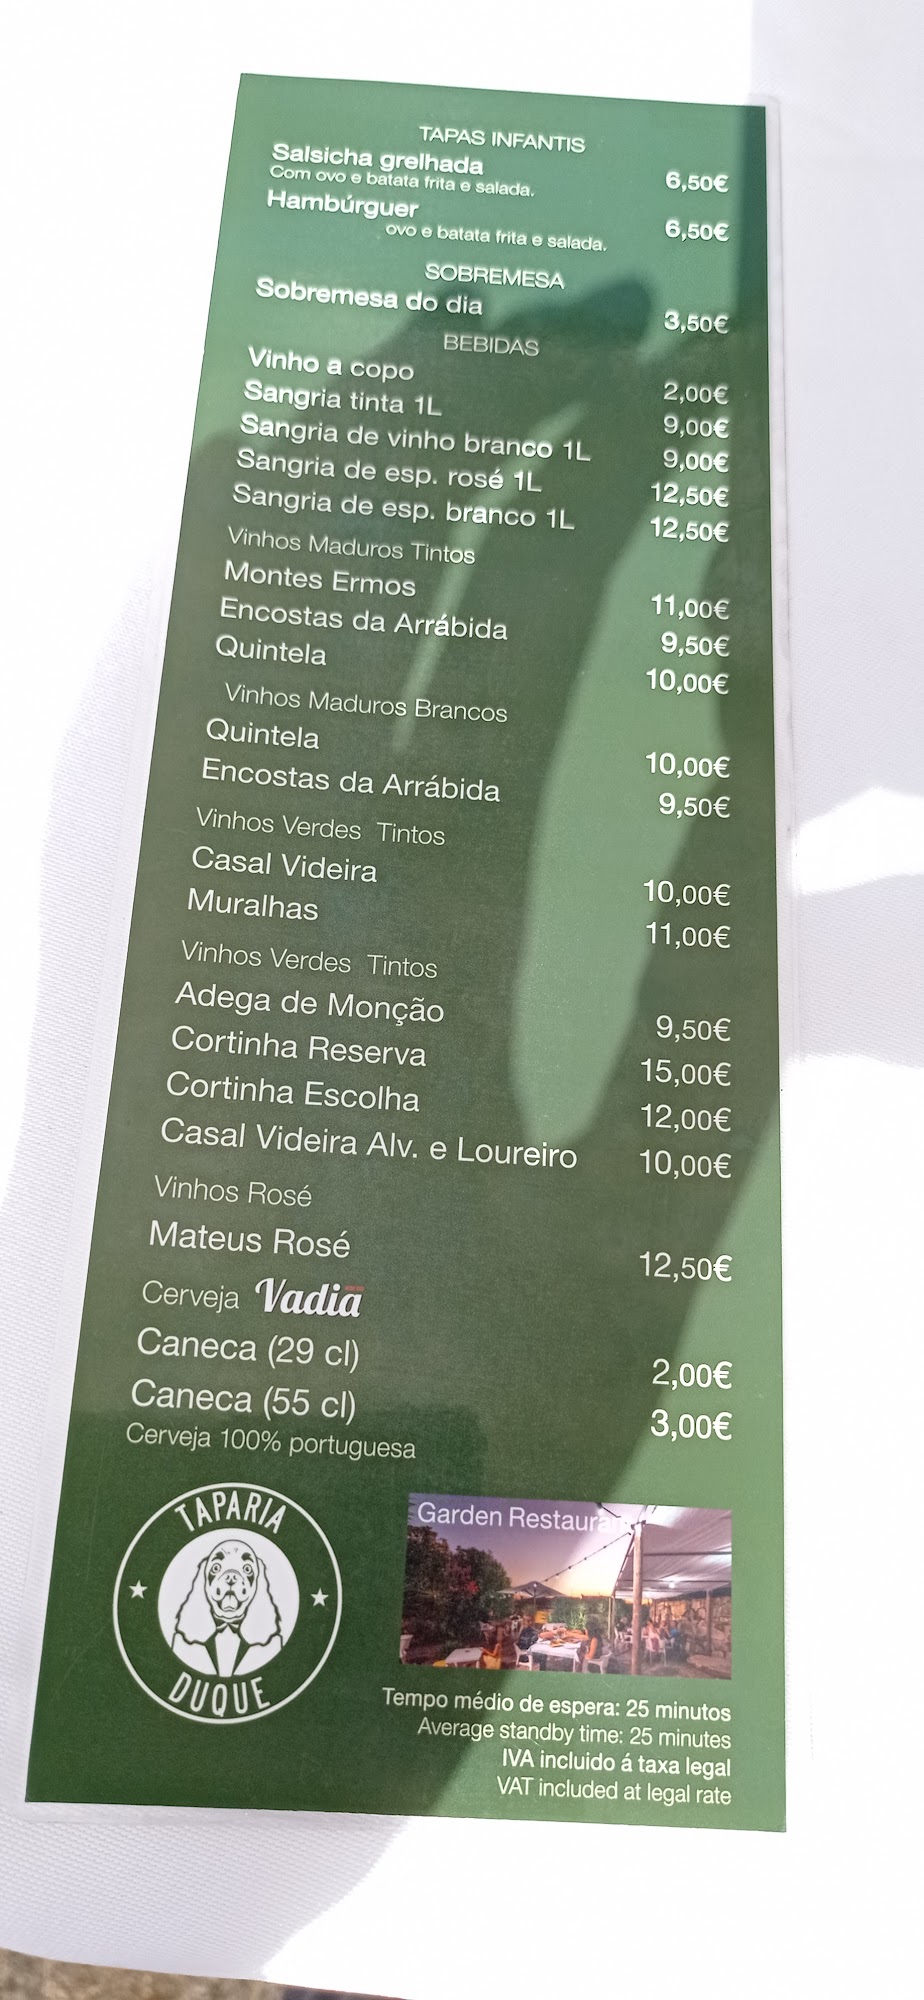 TAPAS INFANTIS
Salsicha grelhada 6,50€
Com ovo e batata frita e salada.
Hambúrguer 6,50€
ovo e batata frita e salada.
SOBREMESA
Sobremesa do dia 3,50€
BEBIDAS
Vinho a copo 2,00€
Sangria tinta 1L 9,00€
Sangria de vinho branco 1L 9,00€
Sangria de esp. rosé 1L 12,50€
Sangria de esp. branco 1L 12,50€
Vinhos Maduros Tintos
Montes Ermos 11,00€
Encostas da Arrábida 9,50€
Quintela 10,00€
Vinhos Maduros Brancos
Quintela 10,00€
Encostas da Arrábida 9,50€
Vinhos Verdes Tintos
Casal Videira 10,00€
Muralhas 11,00€
Vinhos Verdes Tintos
Adega de Monção 9,50€
Cortinha Reserva 15,00€
Cortinha Escolha 12,00€
Casal Videira Alv. e Loureiro 10,00€
Vinhos Rosé
Mateus Rosé 12,50€
Cerveja Vadia
Caneca (29 cl) 2,00€
Caneca (55 cl) 3,00€
Cerveja 100% portuguesa
TAPARIA
DUQUE
Garden Restaurant
Tempo médio de espera: 25 minutos
Average standby time: 25 minutes
IVA incluido á taxa legal
VAT included at legal rate